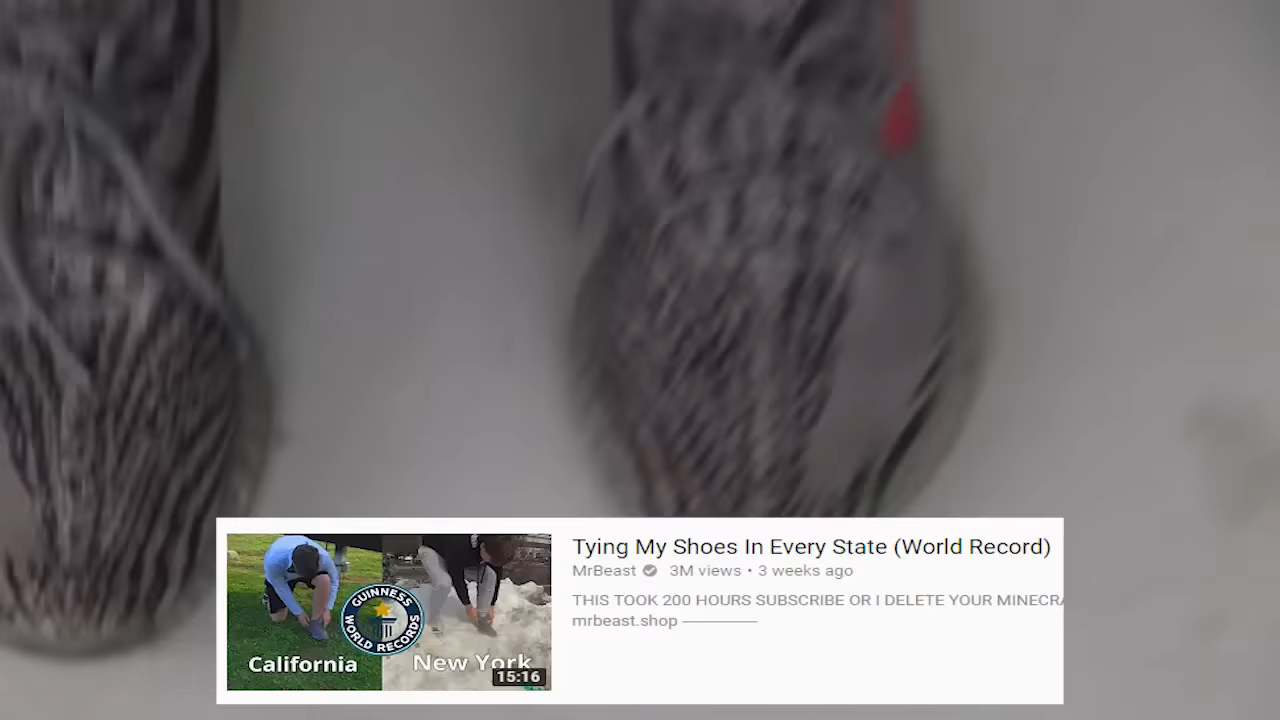 Tying My Shoes In Every State (World Record)
MrBeast 3M views • 3 weeks ago
THIS TOOK 200 HOURS SUBSCRIBE OR I DELETE YOUR MINECRA
mrbeast.shop
GUINNESS
WORLD RECORDS
California
New York
15:16